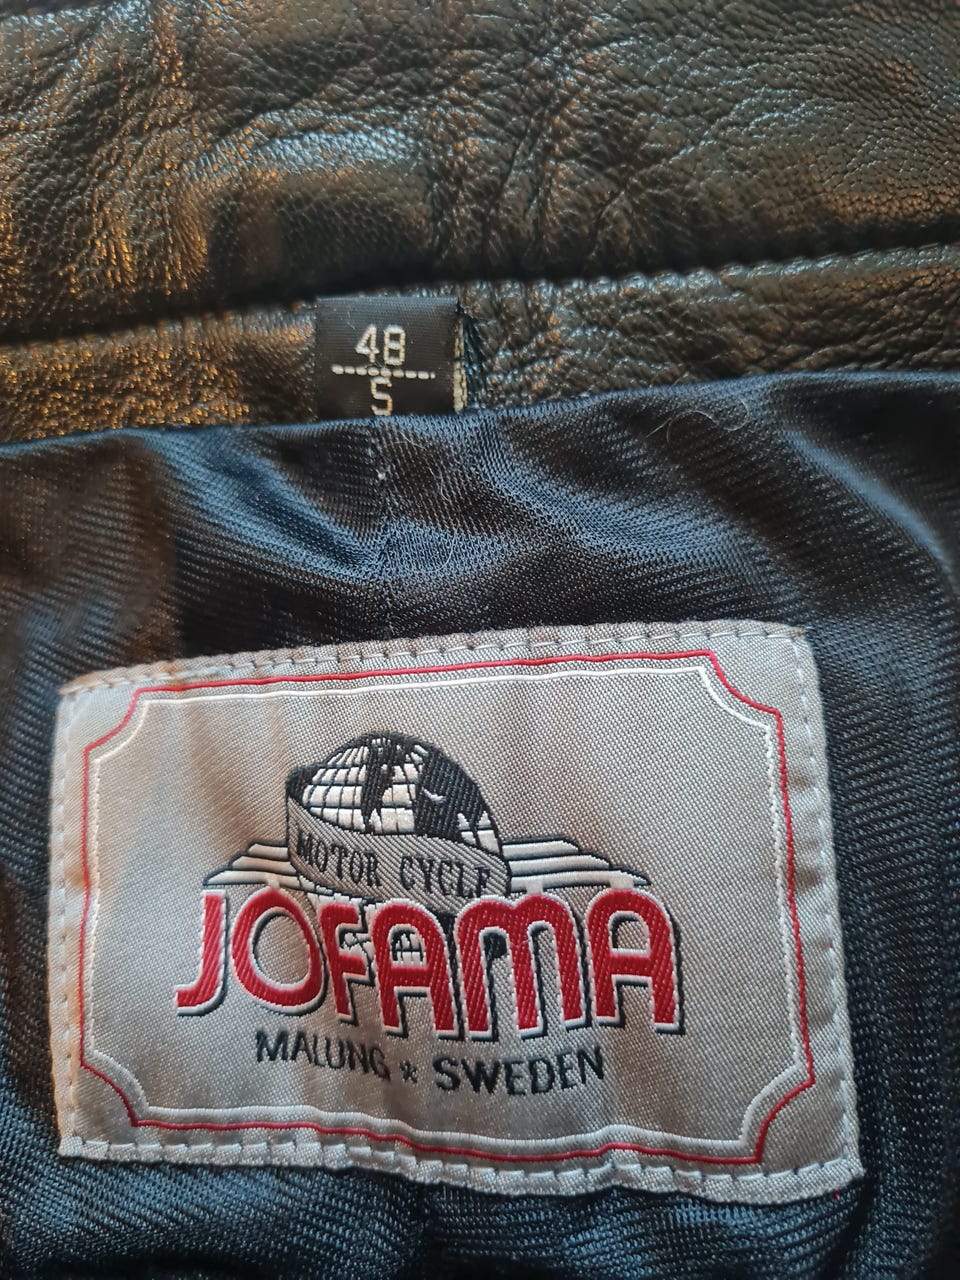 48
S
MOTOR CYCLE
JOFAMA
MALUNG * SWEDEN